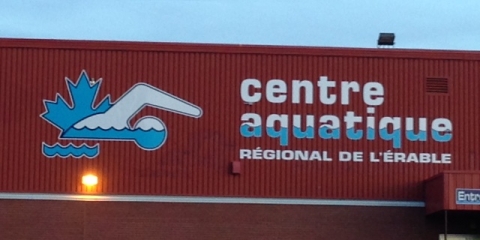 centre
aquatique
RÉGIONAL DE L'ÉRABLE